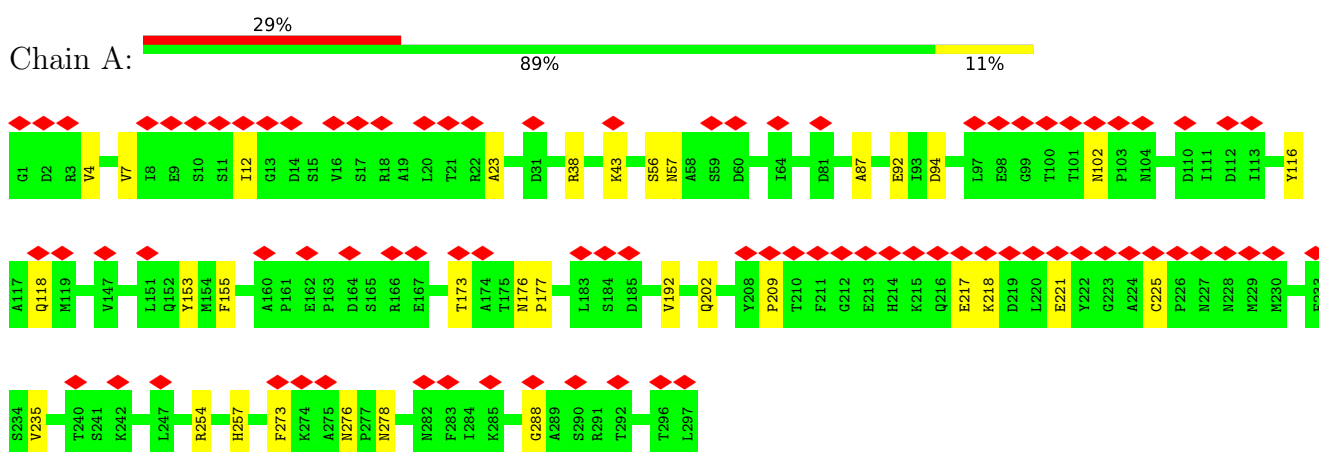 29%
Chain A:
89% 11%
G1 D2 R3 V4 V7 I8 E9 S10 S11 I12 G13 D14 S15 V16 S17 R18 A19 L20 T21 R22 A23 D31 R38 K43 S56 N57 A58 S59 D60 I64 D81 A87 E92 I93 D94 L97 E98 G99 T100 T101 N102 P103 N104 D110 I111 D112 I113 Y116
A117 Q118 M119 V147 L151 Q152 Y153 M154 F155 A160 P161 E162 P163 D164 S165 R166 E167 T173 A174 T175 N176 P177 L183 S184 D185 V192 Q202 Y208 P209 T210 F211 G212 E213 H214 K215 Q216 E217 K218 D219 L220 E221 Y222 G223 A224 C225 P226 N227 N228 M229 M230
S234 V235 T240 S241 K242 L247 R254 H257 F273 K274 A275 N276 P277 N278 N282 F283 I284 K285 G288 A289 S290 R291 T292 T296 L297